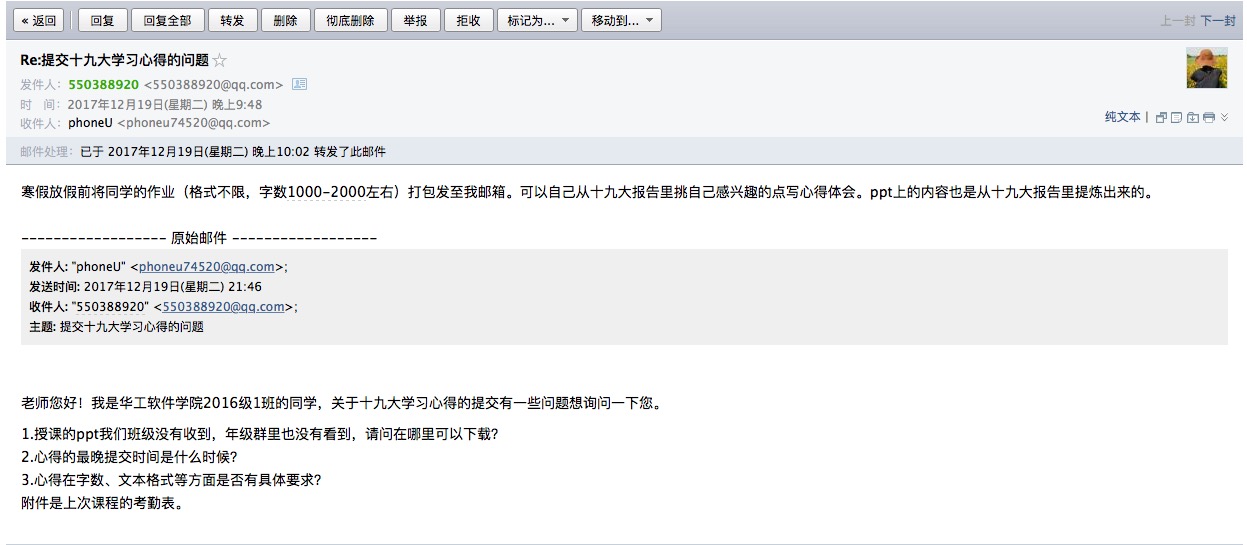 « 返回 回复 回复全部 转发 删除 彻底删除 举报 拒收 标记为... 移动到... 上一封 下一封
Re:提交十九大学习心得的问题
发件人：550388920 <550388920@qq.com>
时 间：2017年12月19日(星期二) 晚上9:48
收件人：phoneU <phoneu74520@qq.com>
纯文本 |
邮件处理：已于 2017年12月19日(星期二) 晚上10:02 转发了此邮件
寒假放假前将同学的作业（格式不限，字数1000-2000左右）打包发至我邮箱。可以自己从十九大报告里挑自己感兴趣的点写心得体会。ppt上的内容也是从十九大报告里提炼出来的。
------------------ 原始邮件 ------------------
发件人: "phoneU" <phoneu74520@qq.com>;
发送时间: 2017年12月19日(星期二) 21:46
收件人: "550388920" <550388920@qq.com>;
主题: 提交十九大学习心得的问题
老师您好！我是华工软件学院2016级1班的同学，关于十九大学习心得的提交有一些问题想询问一下您。
1.授课的ppt我们班级没有收到，年级群里也没有看到，请问在哪里可以下载？
2.心得的最晚提交时间是什么时候？
3.心得在字数、文本格式等方面是否有具体要求？
附件是上次课程的考勤表。